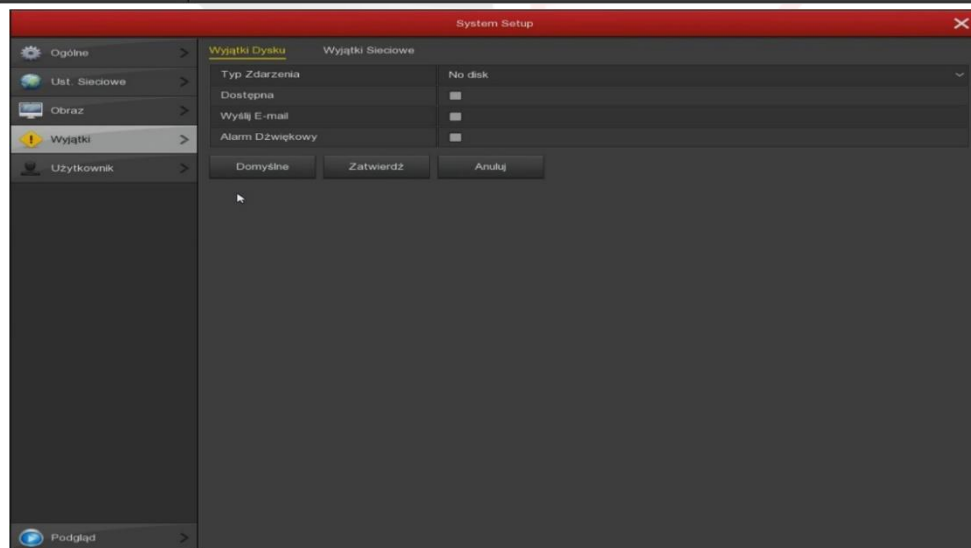 System Setup
Ogólne
Ust. Sieciowe
Obraz
Wyjątki
Użytkownik
Podgląd
Wyjątki Dysku Wyjątki Sieciowe
Typ Zdarzenia No disk
Dostępna
Wyślij E-mail
Alarm Dźwiękowy
Domyślne Zatwierdź Anuluj